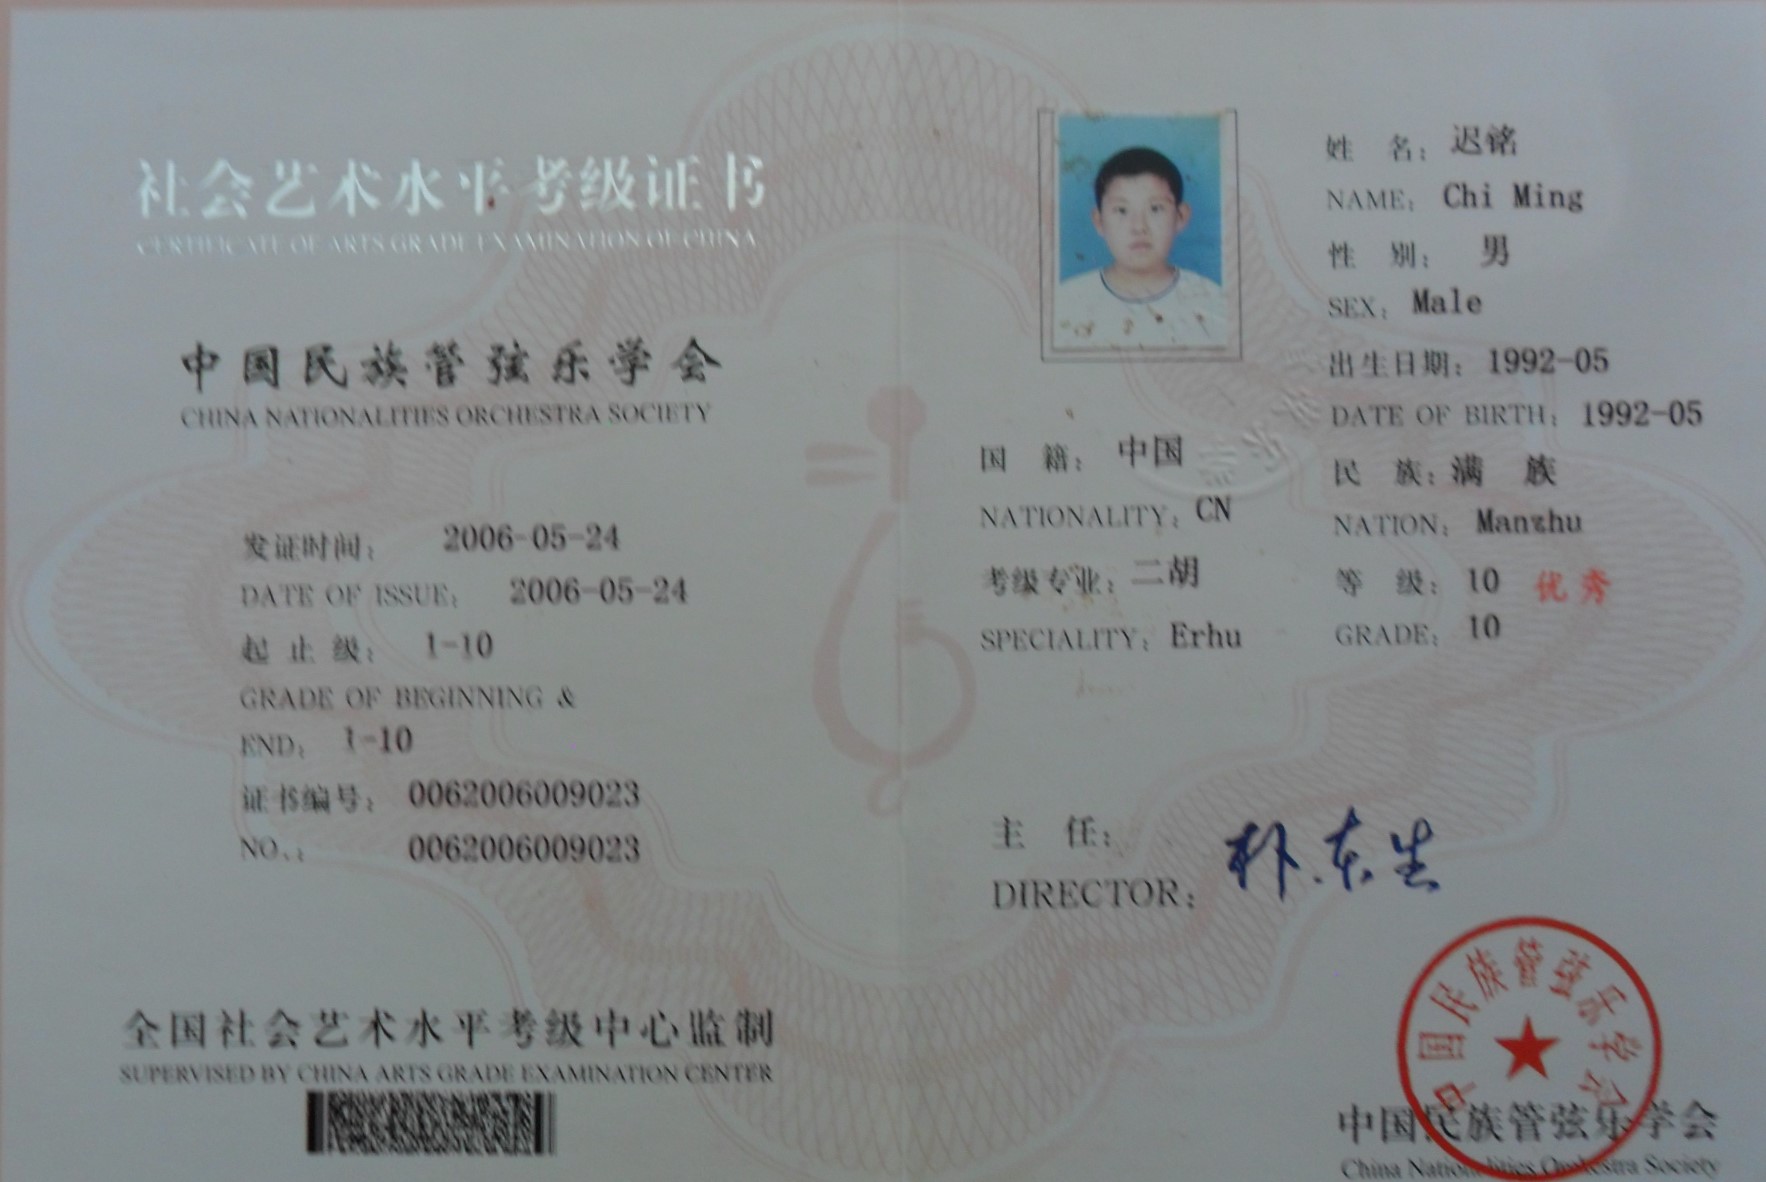 社会艺术水平考级证书
CERTIFICATE OF ARTS GRADE EXAMINATION OF CHINA
中国民族管弦乐学会
CHINA NATIONALITIES ORCHESTRA SOCIETY
发证时间: 2006-05-24
DATE OF ISSUE: 2006-05-24
起 止 级: 1-10
GRADE OF BEGINNING &
END: 1-10
证书编号: 0062006009023
NO.: 0062006009023
全国社会艺术水平考级中心监制
SUPERVISED BY CHINA ARTS GRADE EXAMINATION CENTER
姓 名: 迟铭
NAME: Chi Ming
性 别: 男
SEX: Male
出生日期: 1992-05
DATE OF BIRTH: 1992-05
国 籍: 中国
民 族: 满 族
NATIONALITY: CN
NATION: Manzhu
考级专业: 二胡
等 级: 10 优秀
SPECIALITY: Erhu
GRADE: 10
主 任: 朴东生
DIRECTOR:
中国民族管弦乐学会
中国民族管弦乐学会
China Nationalities Orchestra Society